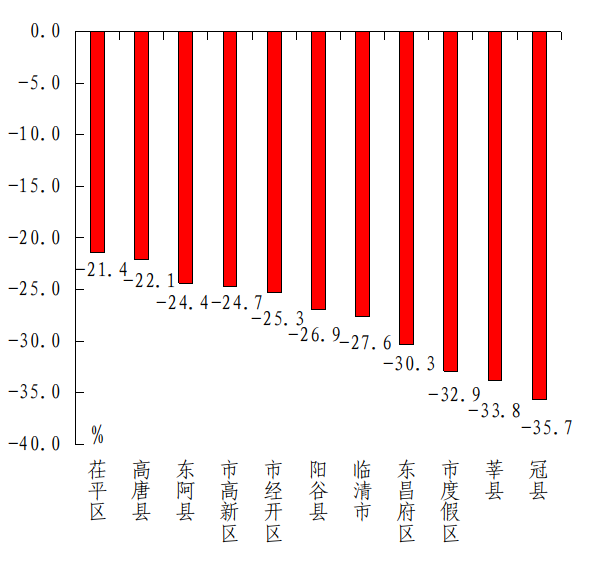 0.0
-5.0
-10.0
-15.0
-20.0
-25.0
-30.0
-35.0
-40.0
%
-21.4
-22.1
-24.4
-24.7
-25.3
-26.9
-27.6
-30.3
-32.9
-33.8
-35.7
茌平区
高唐县
东阿县
市高新区
市经开区
阳谷县
临清市
东昌府区
市度假区
莘县
冠县